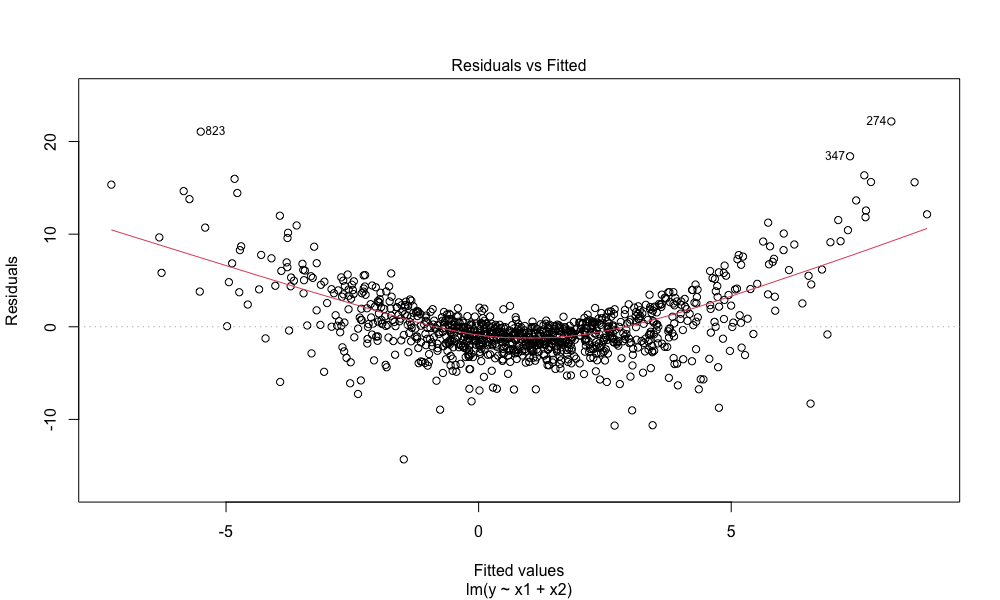 Residuals vs Fitted
20
10
0
-10
Residuals
823
274
347
-5 0 5
Fitted values
lm(y ~ x1 + x2)